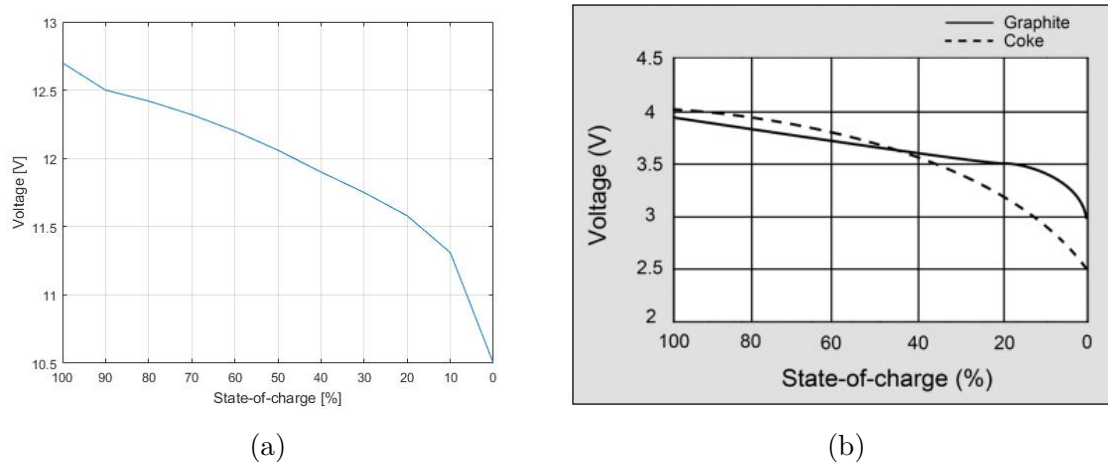 13
12.5
12
11.5
11
10.5
Voltage [V]
100 90 80 70 60 50 40 30 20 10 0
State-of-charge [%]
(a)
Graphite
Coke
4.5
4
3.5
3
2.5
2
Voltage (V)
100 80 60 40 20 0
State-of-charge (%)
(b)